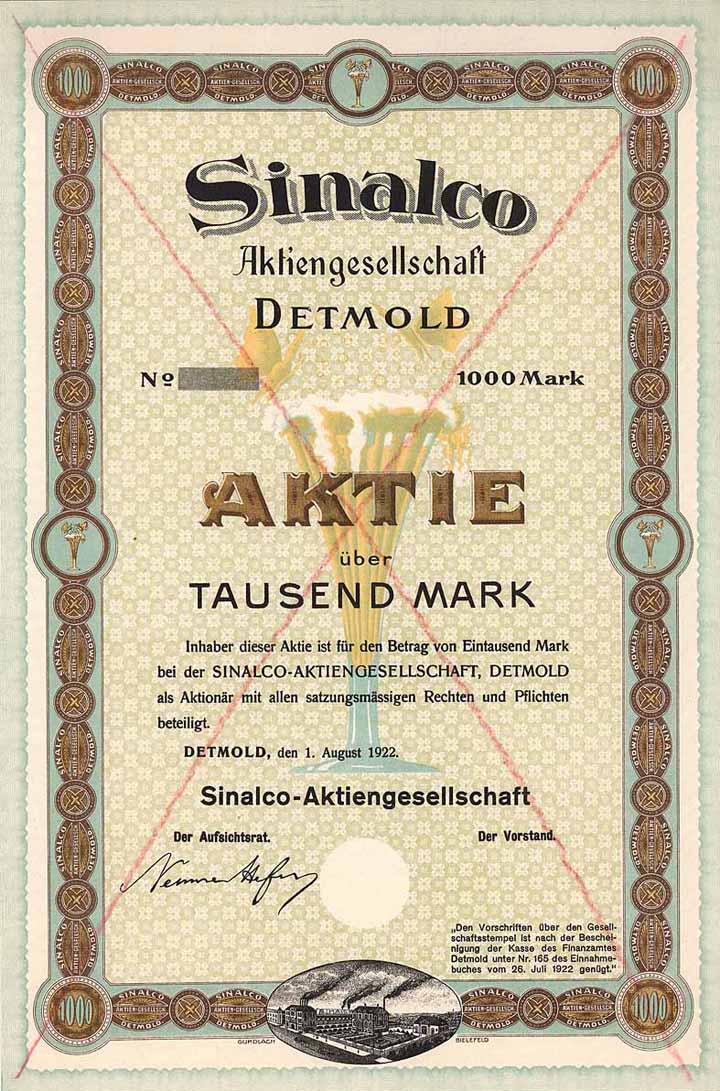 1000
1000
Sinalco
Aktiengesellschaft
DETMOLD
No
1000 Mark
AKTIE
über
TAUSEND MARK
Inhaber dieser Aktie ist für den Betrag von Eintausend Mark
bei der SINALCO-AKTIENGESELLSCHAFT, DETMOLD
als Aktionär mit allen satzungsmässigen Rechten und Pflichten
beteiligt.
DETMOLD, den 1. August 1922.
Sinalco-Aktiengesellschaft
Der Aufsichtsrat.
Der Vorstand.
„Den Vorschriften über den Gesell-
schaftsstempel ist nach der Beschei-
nigung der Kasse des Finanzamtes
Detmold unter Nr. 165 des Einnahme-
buches vom 26. Juli 1922 genügt."
1000
1000
SINALCO
AKTIEN-GESELLSCH.
DETMOLD
GUNDLACH
BIELEFELD